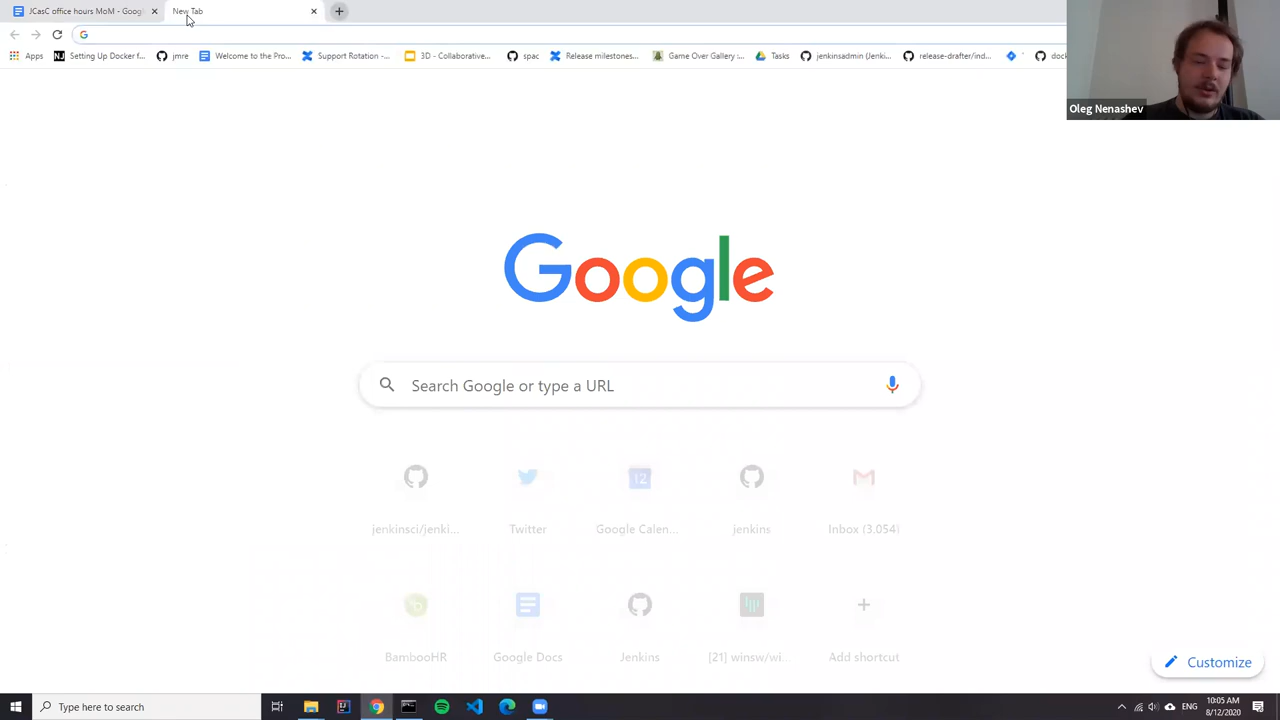 JCasC office hours MoM - Googl
New Tab
Apps
Setting Up Docker f...
jmre
Welcome to the Pro...
Support Rotation -...
3D - Collaborative...
spac
Release milestones...
Game Over Gallery :...
Tasks
jenkinsadmin (Jenki...
release-drafter/ind...
dock
Oleg Nenashev
Google
Search Google or type a URL
jenkinsci/jenki...
Twitter
Google Calen...
jenkins
Inbox (3.054)
BambooHR
Google Docs
Jenkins
[21] winsw/wi...
Add shortcut
Customize
Type here to search
ENG
10:05 AM
8/12/2020